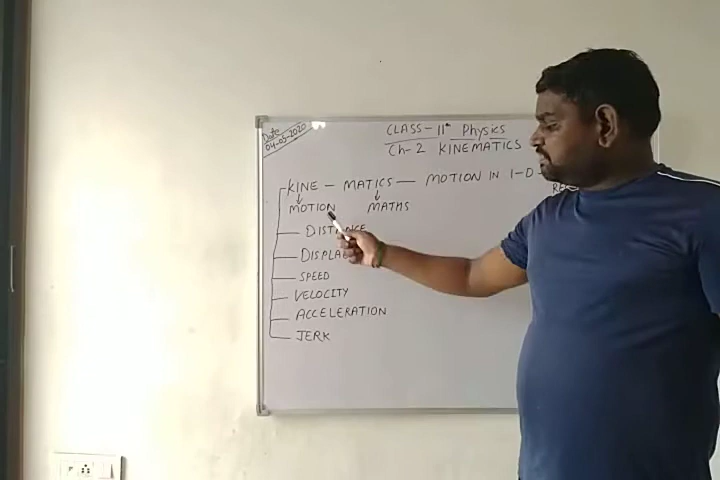 Date
04-05-2020
CLASS-11th Physics
Ch-2 KINEMATICS
KINE - MATICS - MOTION IN 1-D -
MOTION MATHS
DISTANCE
SPEED
VELOCITY
ACCELERATION
JERK